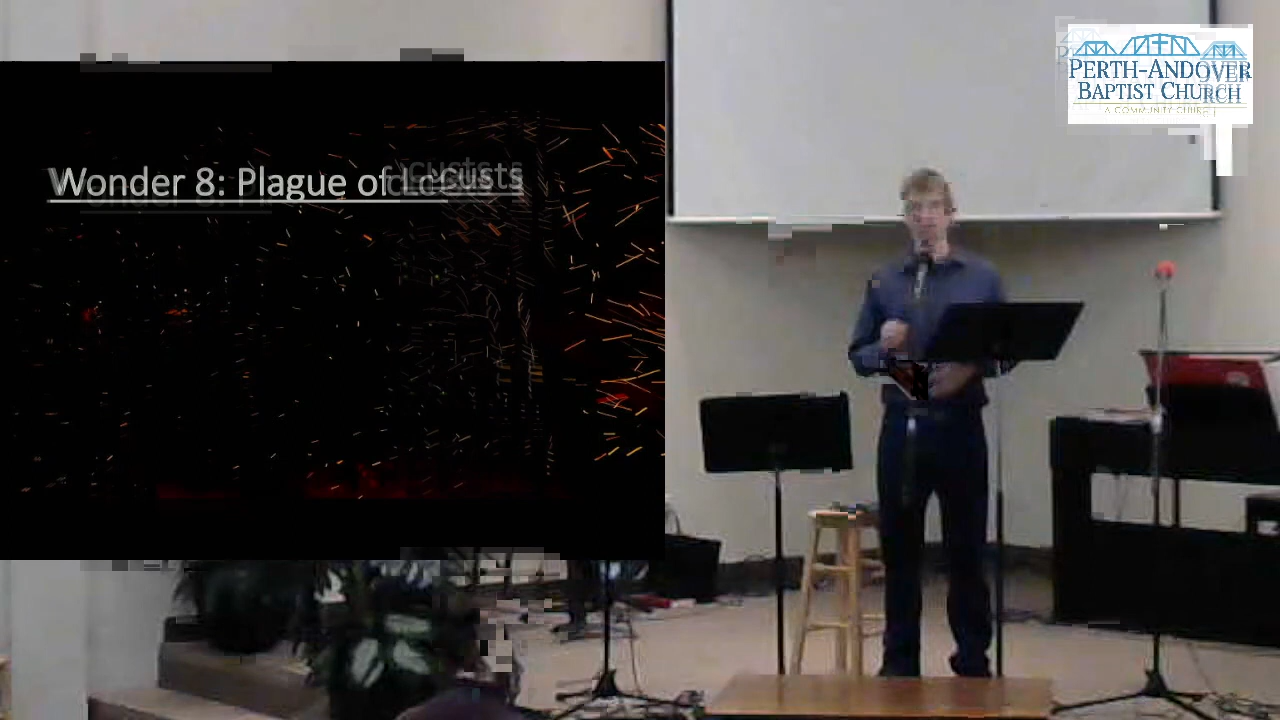 Wonder 8: Plague of Locusts
PERTH-ANDOVER
BAPTIST CHURCH
A COMMUNITY CHURCH